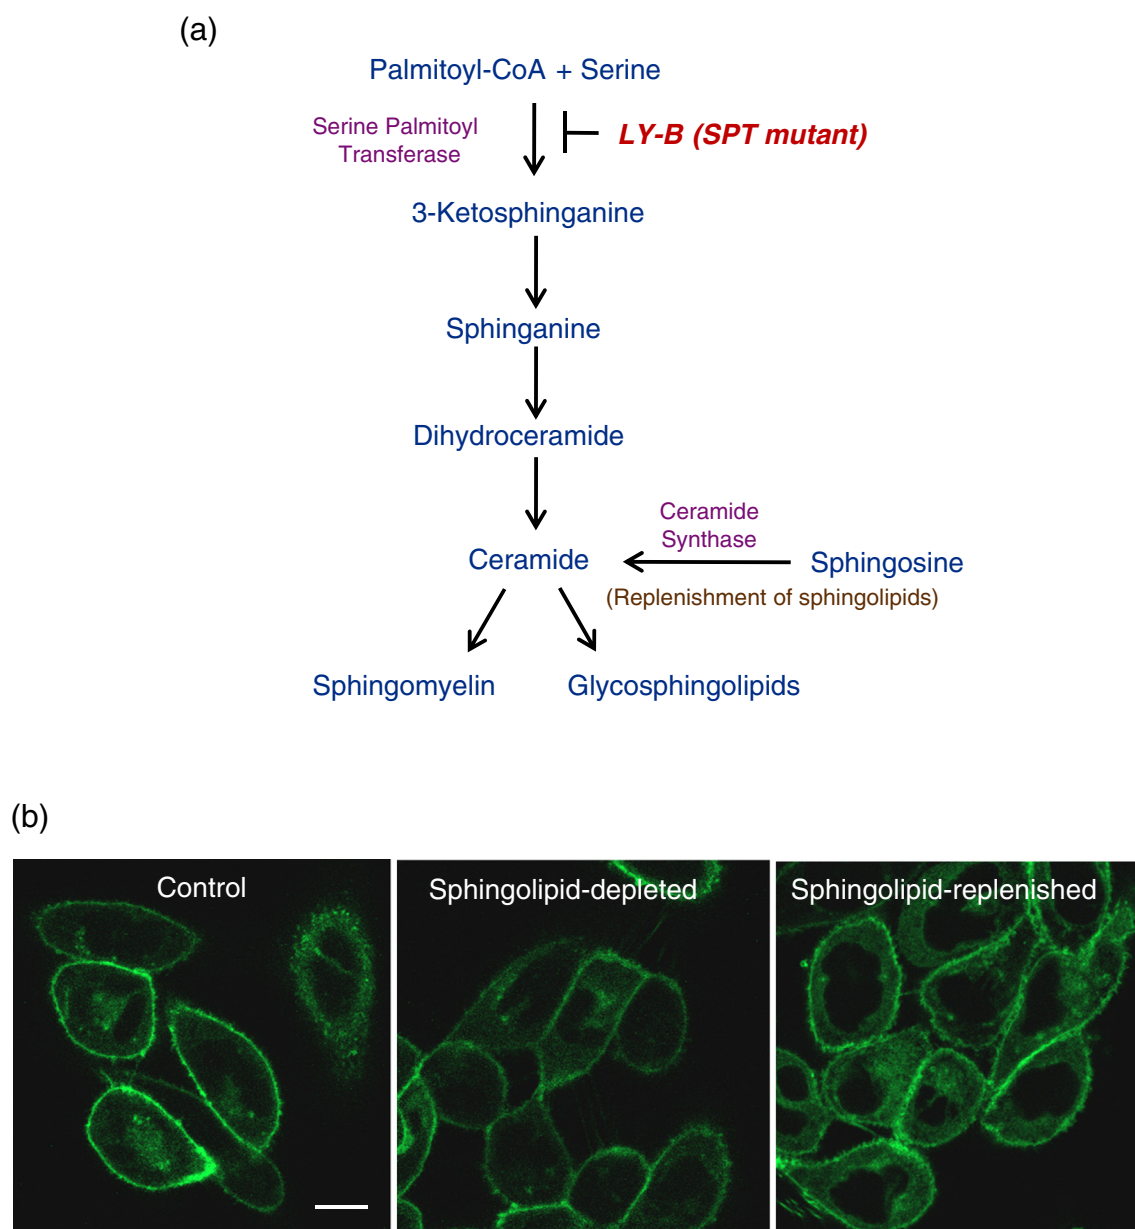 (a)
Palmitoyl-CoA + Serine
Serine Palmitoyl
Transferase
LY-B (SPT mutant)
3-Ketosphinganine
Sphinganine
Dihydroceramide
Ceramide
Synthase
Ceramide
Sphingosine
(Replenishment of sphingolipids)
Sphingomyelin
Glycosphingolipids
(b)
Control
Sphingolipid-depleted
Sphingolipid-replenished